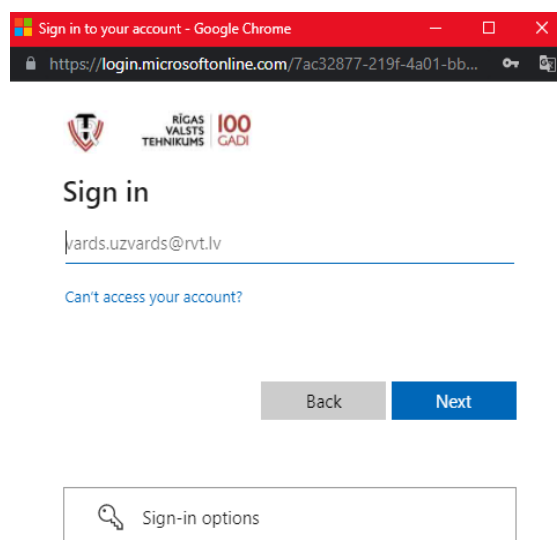 Sign in to your account - Google Chrome
https://login.microsoftonline.com/7ac32877-219f-4a01-bb...
RĪGAS
VALSTS
TEHNIKUMS
100
GADI
Sign in
vards.uzvards@rvt.lv
Can't access your account?
Back Next
Sign-in options